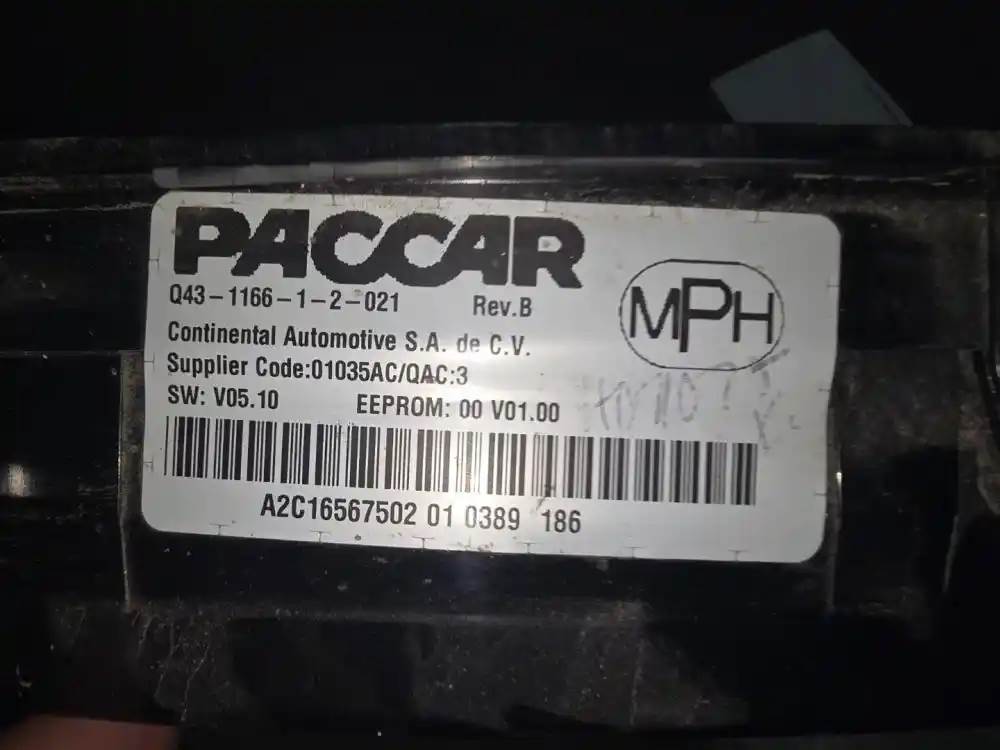 PACCAR
Q43-1166-1-2-021 Rev.B
MPH
Continental Automotive S.A. de C.V.
Supplier Code:01035AC/QAC:3
SW: V05.10 EEPROM: 00 V01.00
A2C16567502 01 0389 186